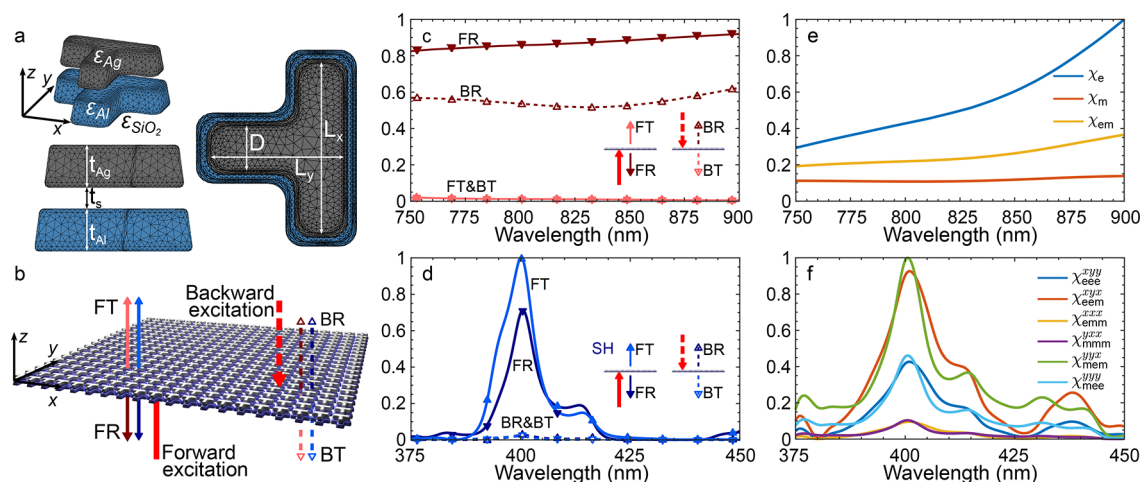 a
z
y
x
ε_Ag
ε_Al
ε_SiO₂
t_Ag
t_s
t_Al
D
L_x
L_y
b
FT
Backward
excitation
BR
z
y
x
FR
Forward
excitation
BT
c
1
0.8
0.6
0.4
0.2
0
FR
BR
FT&BT
FT
BR
FR
BT
750
775
800
825
850
875
900
Wavelength (nm)
d
1
0.8
0.6
0.4
0.2
0
FT
FR
BR&BT
SH
FT
BR
FR
BT
375
400
425
450
Wavelength (nm)
e
1
0.8
0.6
0.4
0.2
0
χ_e
χ_m
χ_em
750
775
800
825
850
875
900
Wavelength (nm)
f
1
0.8
0.6
0.4
0.2
0
χ_eee^xyy
χ_eem^xyx
χ_emm^xxx
χ_mmm^yxx
χ_mem^yyx
χ_mee^yyy
375
400
425
450
Wavelength (nm)